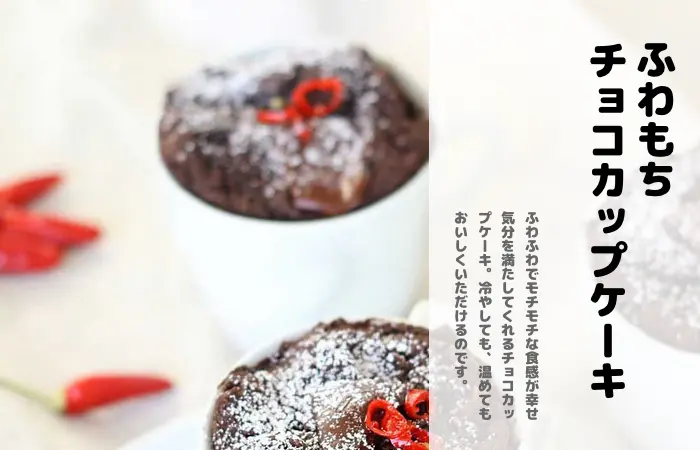 ふわもち
チョコカップケーキ
ふわふわでモチモチな食感が幸せ
気分を満たしてくれるチョコカッ
プケーキ。冷やしても、温めても
おいしくいただけるのです。